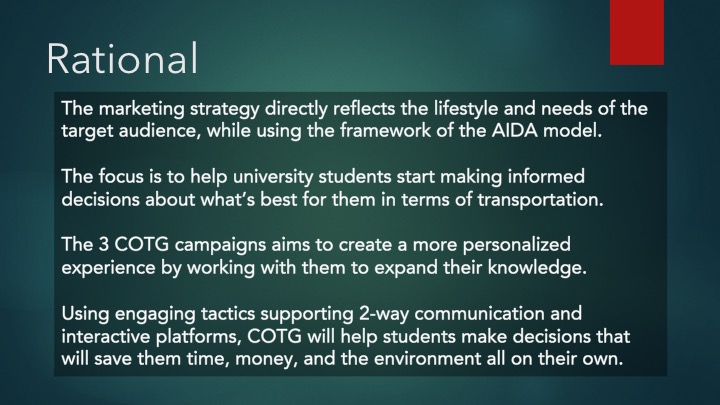 Rational
The marketing strategy directly reflects the lifestyle and needs of the
target audience, while using the framework of the AIDA model.
The focus is to help university students start making informed
decisions about what’s best for them in terms of transportation.
The 3 COTG campaigns aims to create a more personalized
experience by working with them to expand their knowledge.
Using engaging tactics supporting 2-way communication and
interactive platforms, COTG will help students make decisions that
will save them time, money, and the environment all on their own.